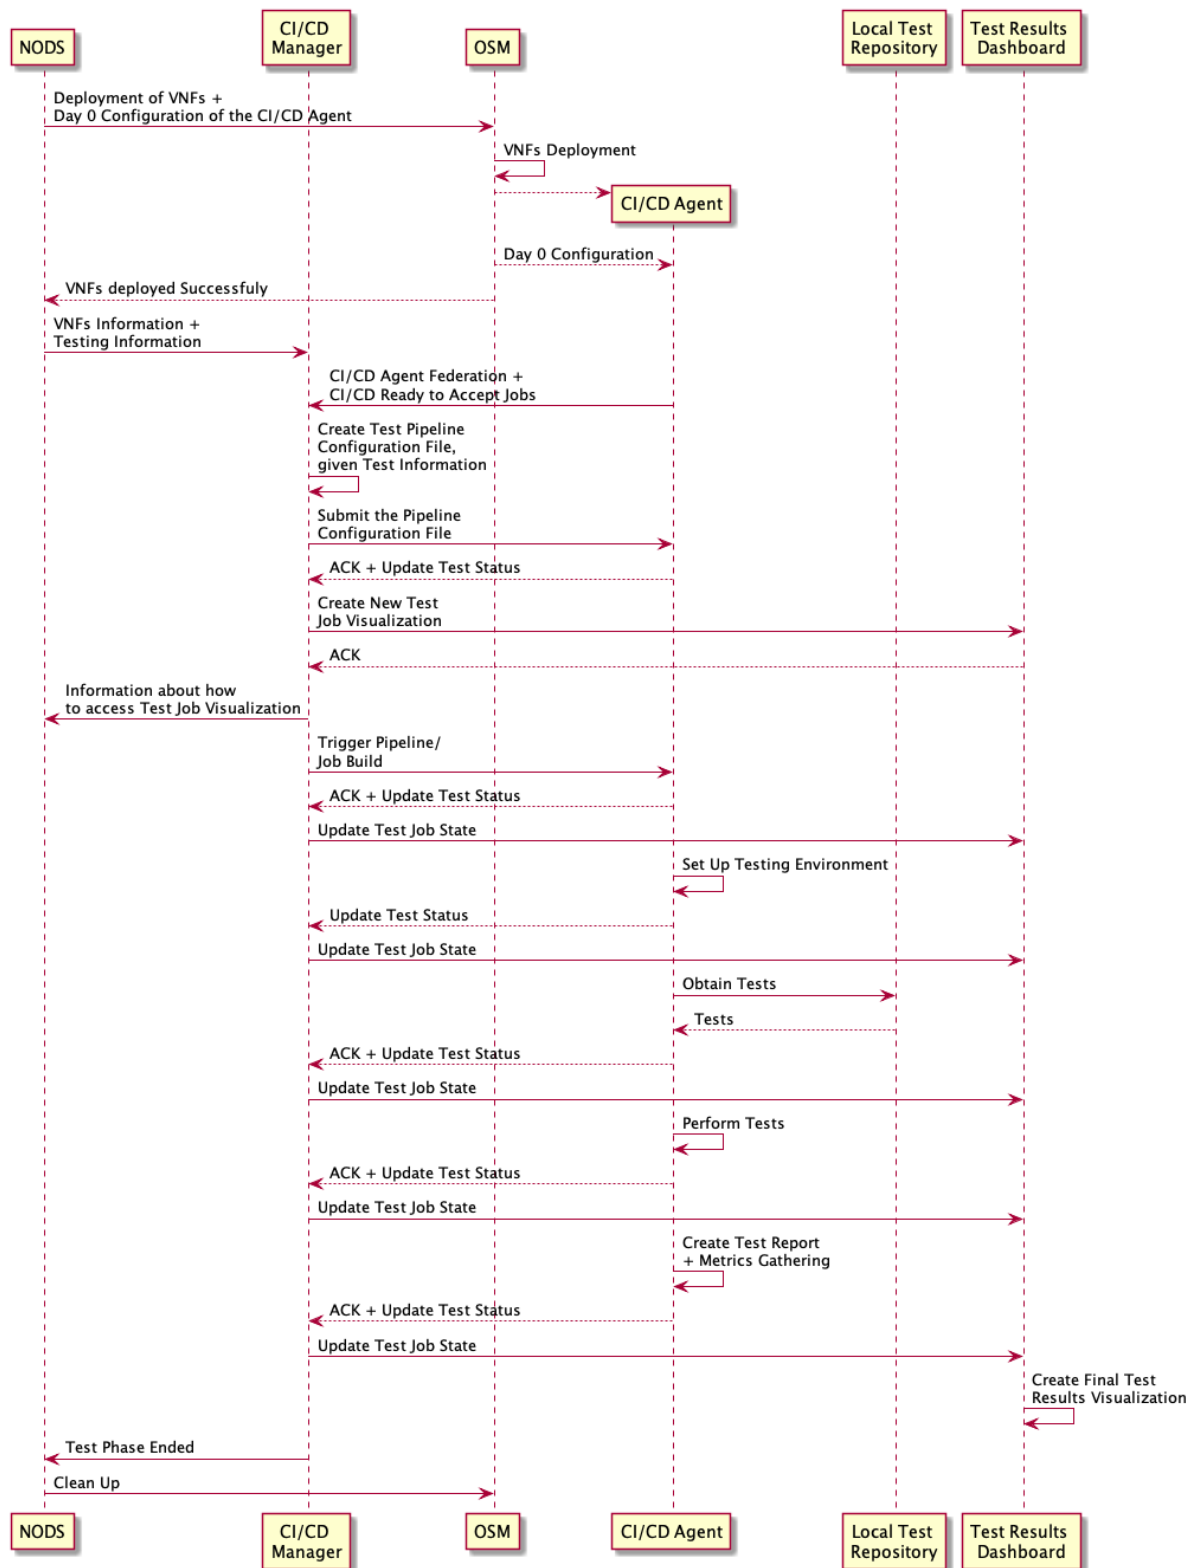 NODS
CI/CD
Manager
OSM
Local Test
Repository
Test Results
Dashboard
Deployment of VNFs +
Day 0 Configuration of the CI/CD Agent
VNFs Deployment
CI/CD Agent
Day 0 Configuration
VNFs deployed Successfuly
VNFs Information +
Testing Information
CI/CD Agent Federation +
CI/CD Ready to Accept Jobs
Create Test Pipeline
Configuration File,
given Test Information
Submit the Pipeline
Configuration File
ACK + Update Test Status
Create New Test
Job Visualization
ACK
Information about how
to access Test Job Visualization
Trigger Pipeline/
Job Build
ACK + Update Test Status
Update Test Job State
Set Up Testing Environment
Update Test Status
Update Test Job State
Obtain Tests
Tests
ACK + Update Test Status
Update Test Job State
Perform Tests
ACK + Update Test Status
Update Test Job State
Create Test Report
+ Metrics Gathering
ACK + Update Test Status
Update Test Job State
Create Final Test
Results Visualization
Test Phase Ended
Clean Up
NODS
CI/CD
Manager
OSM
CI/CD Agent
Local Test
Repository
Test Results
Dashboard